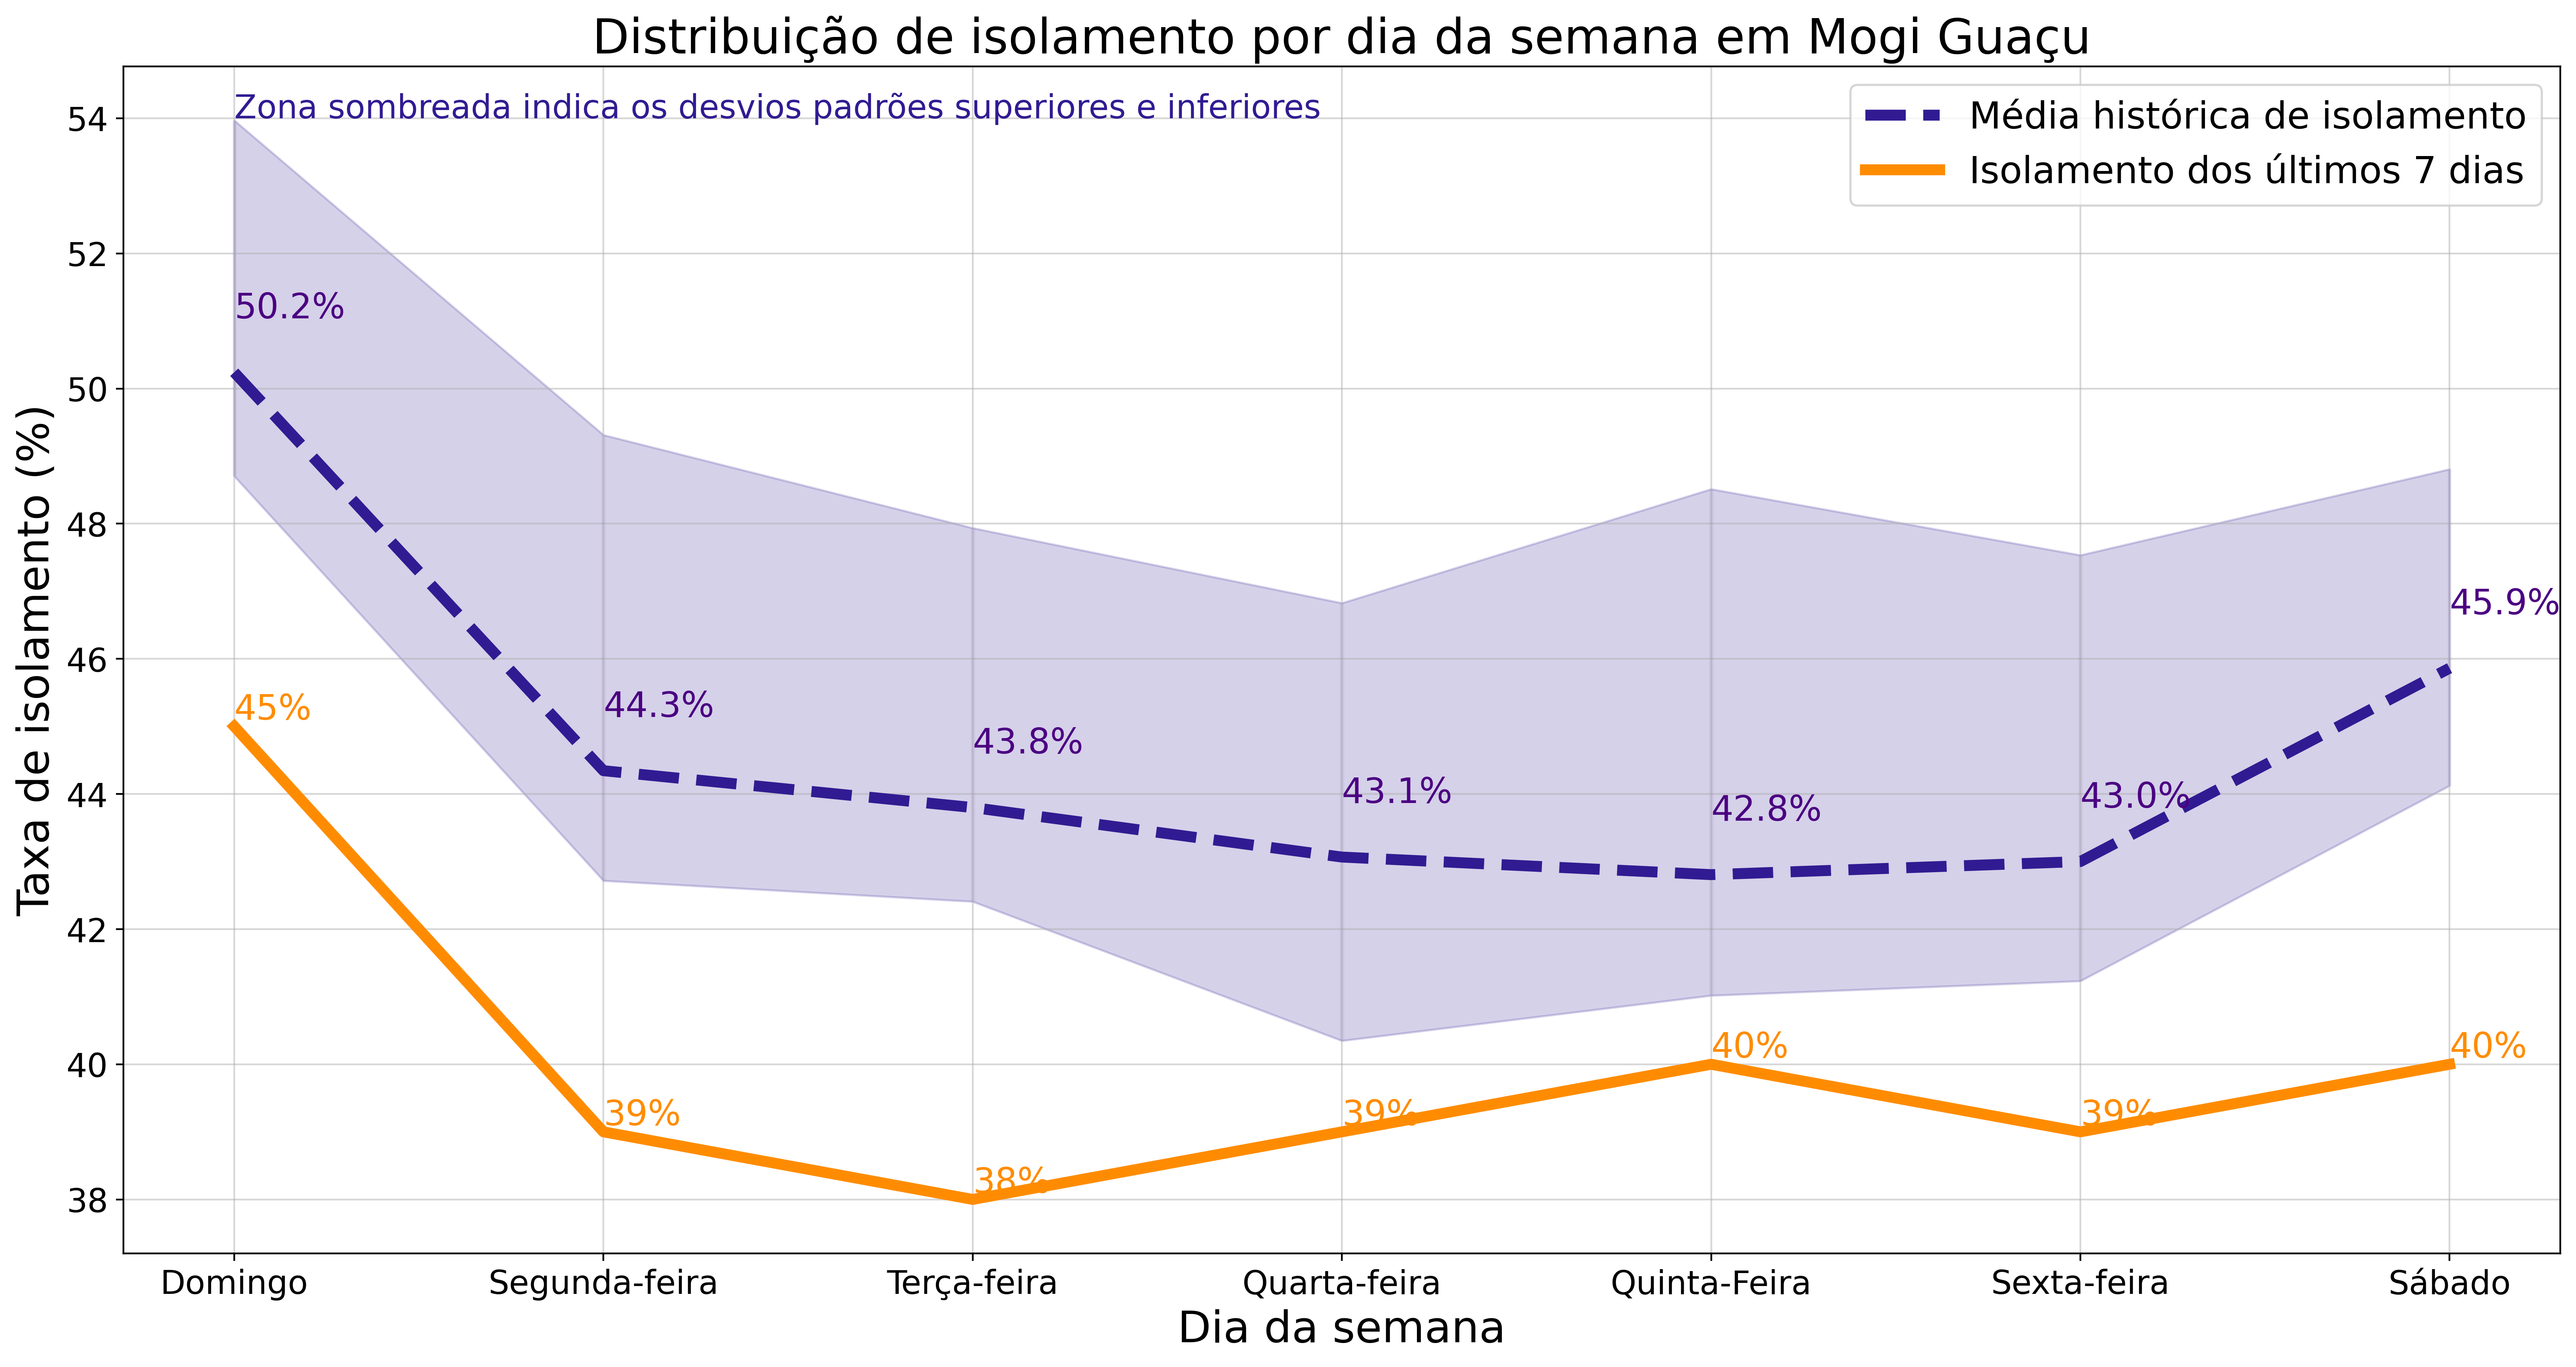 Distribuição de isolamento por dia da semana em Mogi Guaçu
Zona sombreada indica os desvios padrões superiores e inferiores
Média histórica de isolamento
Isolamento dos últimos 7 dias
Taxa de isolamento (%)
54
52
50
48
46
44
42
40
38
50.2%
44.3%
43.8%
43.1%
42.8%
43.0%
45.9%
45%
39%
38%
39%
40%
39%
40%
Domingo
Segunda-feira
Terça-feira
Quarta-feira
Quinta-Feira
Sexta-feira
Sábado
Dia da semana